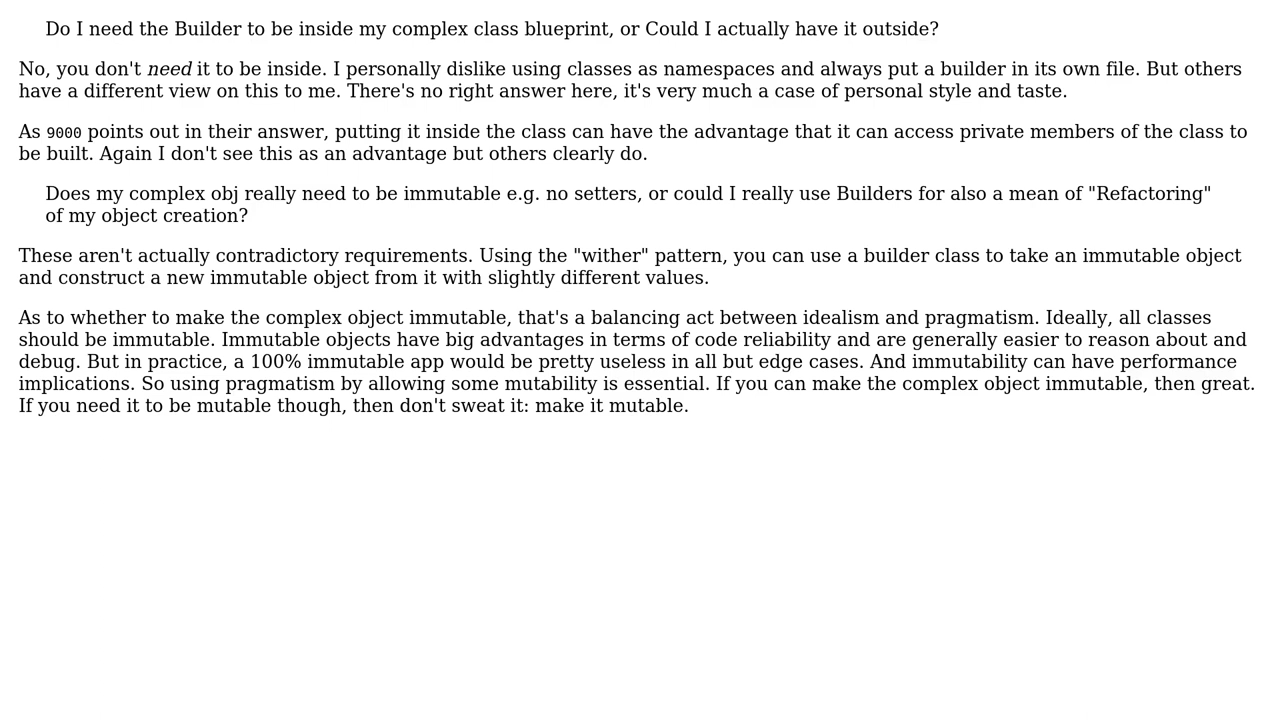 Do I need the Builder to be inside my complex class blueprint, or Could I actually have it outside?
No, you don't need it to be inside. I personally dislike using classes as namespaces and always put a builder in its own file. But others
have a different view on this to me. There's no right answer here, it's very much a case of personal style and taste.
As 9000 points out in their answer, putting it inside the class can have the advantage that it can access private members of the class to
be built. Again I don't see this as an advantage but others clearly do.
Does my complex obj really need to be immutable e.g. no setters, or could I really use Builders for also a mean of "Refactoring"
of my object creation?
These aren't actually contradictory requirements. Using the "wither" pattern, you can use a builder class to take an immutable object
and construct a new immutable object from it with slightly different values.
As to whether to make the complex object immutable, that's a balancing act between idealism and pragmatism. Ideally, all classes
should be immutable. Immutable objects have big advantages in terms of code reliability and are generally easier to reason about and
debug. But in practice, a 100% immutable app would be pretty useless in all but edge cases. And immutability can have performance
implications. So using pragmatism by allowing some mutability is essential. If you can make the complex object immutable, then great.
If you need it to be mutable though, then don't sweat it: make it mutable.